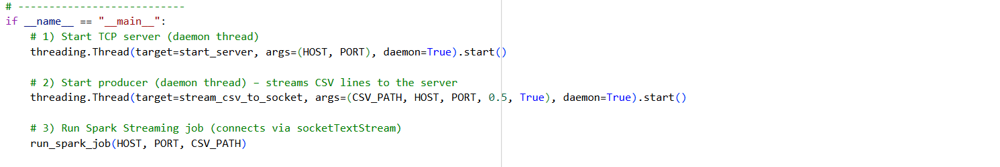 # ---------------------------
if __name__ == "__main__":
    # 1) Start TCP server (daemon thread)
    threading.Thread(target=start_server, args=(HOST, PORT), daemon=True).start()
    # 2) Start producer (daemon thread) – streams CSV lines to the server
    threading.Thread(target=stream_csv_to_socket, args=(CSV_PATH, HOST, PORT, 0.5, True), daemon=True).start()
    # 3) Run Spark Streaming job (connects via socketTextStream)
    run_spark_job(HOST, PORT, CSV_PATH)